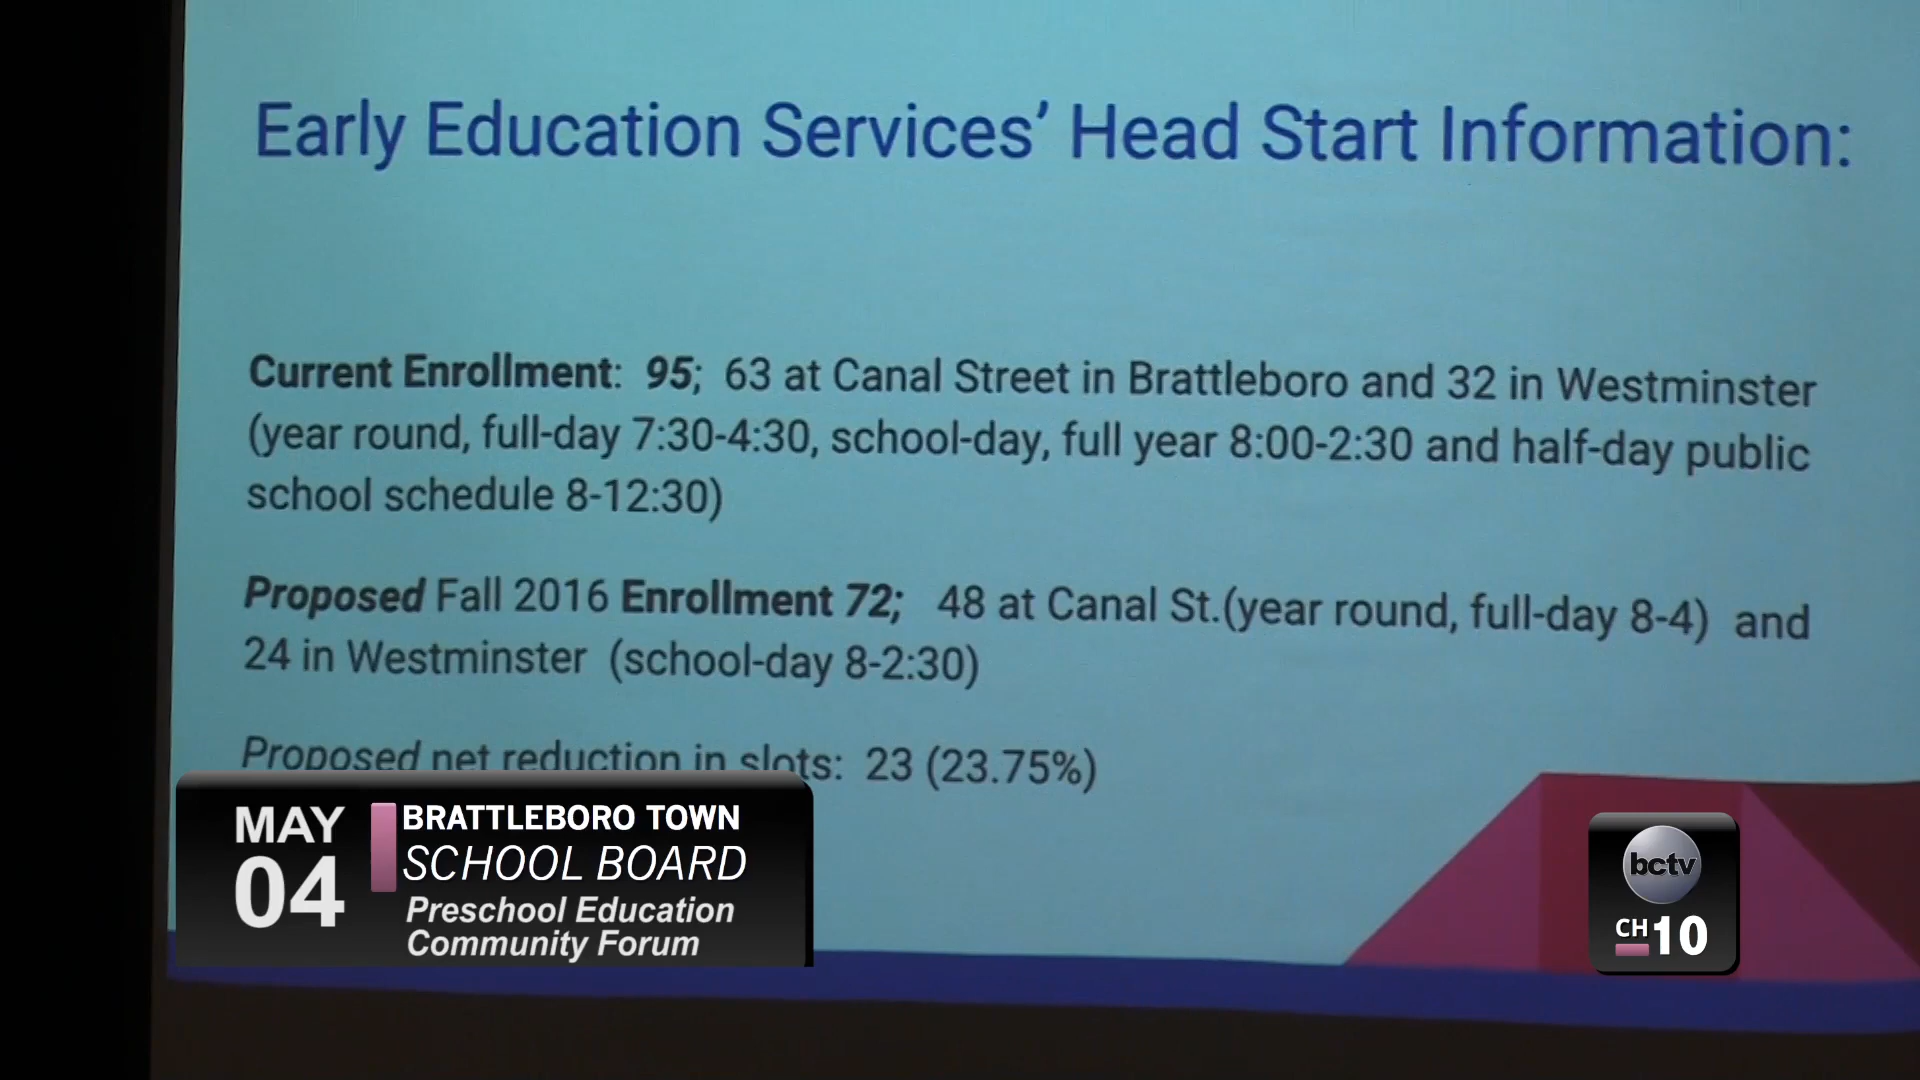 Early Education Services’ Head Start Information:
Current Enrollment: 95; 63 at Canal Street in Brattleboro and 32 in Westminster
(year round, full-day 7:30-4:30, school-day, full year 8:00-2:30 and half-day public
school schedule 8-12:30)
Proposed Fall 2016 Enrollment 72; 48 at Canal St.(year round, full-day 8-4) and
24 in Westminster (school-day 8-2:30)
Proposed net reduction in slots: 23 (23.75%)
MAY
04
BRATTLEBORO TOWN
SCHOOL BOARD
Preschool Education
Community Forum
bctv
CH 10